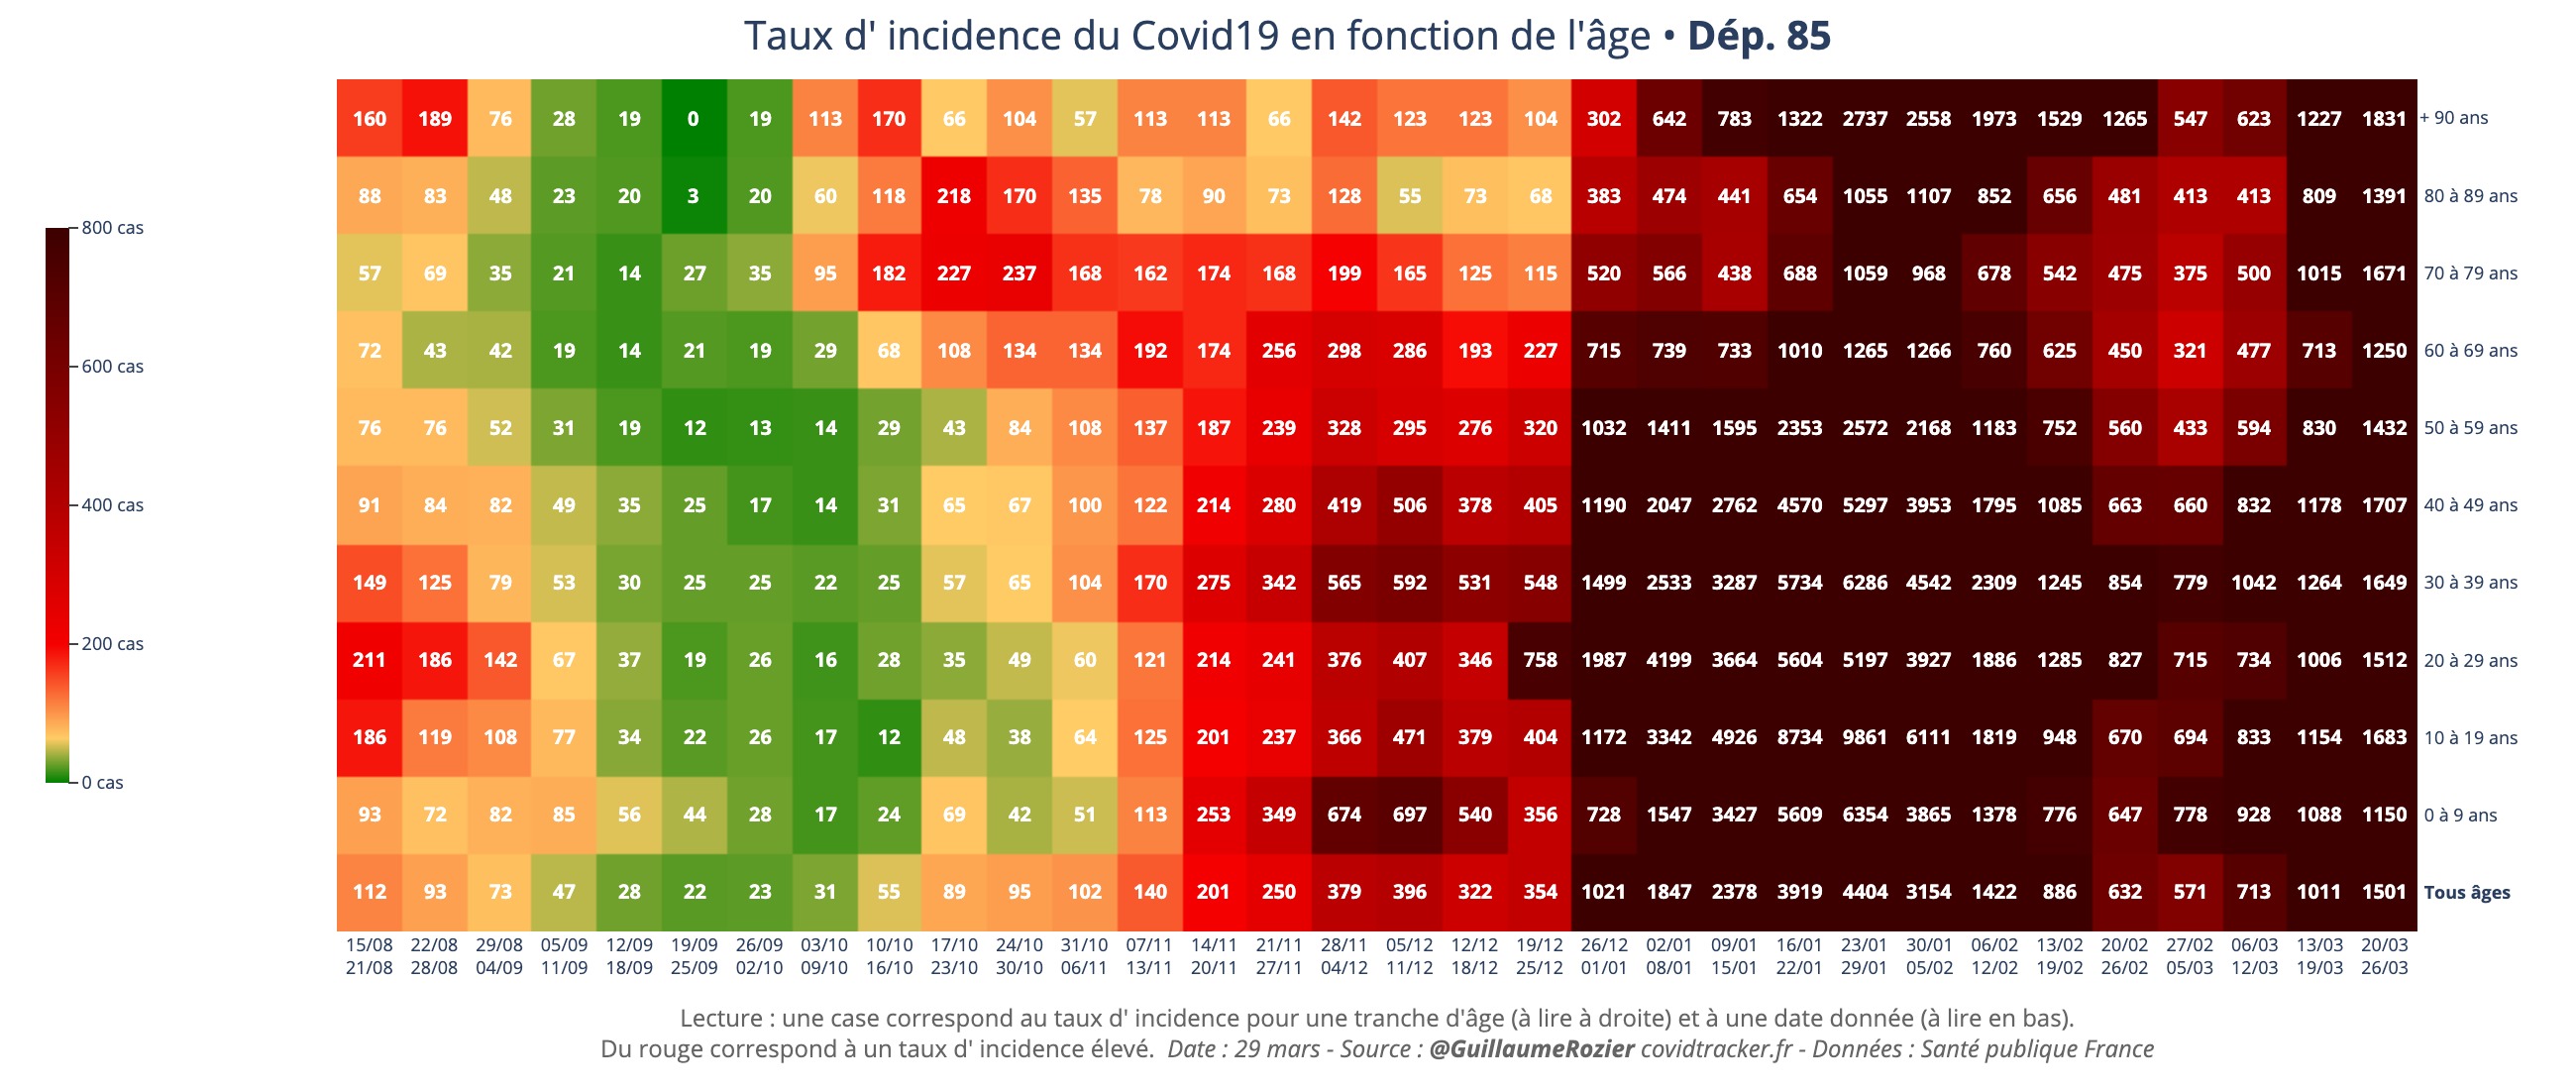 Taux d' incidence du Covid19 en fonction de l'âge • Dép. 85
160 189 76 28 19 0 19 113 170 66 104 57 113 113 66 142 123 123 104 302 642 783 1322 2737 2558 1973 1529 1265 547 623 1227 1831 + 90 ans
88 83 48 23 20 3 20 60 118 218 170 135 78 90 73 128 55 73 68 383 474 441 654 1055 1107 852 656 481 413 413 809 1391 80 à 89 ans
800 cas
57 69 35 21 14 27 35 95 182 227 237 168 162 174 168 199 165 125 115 520 566 438 688 1059 968 678 542 475 375 500 1015 1671 70 à 79 ans
72 43 42 19 14 21 19 29 68 108 134 134 192 174 256 298 286 193 227 715 739 733 1010 1265 1266 760 625 450 321 477 713 1250 60 à 69 ans
600 cas
76 76 52 31 19 12 13 14 29 43 84 108 137 187 239 328 295 276 320 1032 1411 1595 2353 2572 2168 1183 752 560 433 594 830 1432 50 à 59 ans
400 cas
91 84 82 49 35 25 17 14 31 65 67 100 122 214 280 419 506 378 405 1190 2047 2762 4570 5297 3953 1795 1085 663 660 832 1178 1707 40 à 49 ans
149 125 79 53 30 25 25 22 25 57 65 104 170 275 342 565 592 531 548 1499 2533 3287 5734 6286 4542 2309 1245 854 779 1042 1264 1649 30 à 39 ans
200 cas
211 186 142 67 37 19 26 16 28 35 49 60 121 214 241 376 407 346 758 1987 4199 3664 5604 5197 3927 1886 1285 827 715 734 1006 1512 20 à 29 ans
186 119 108 77 34 22 26 17 12 48 38 64 125 201 237 366 471 379 404 1172 3342 4926 8734 9861 6111 1819 948 670 694 833 1154 1683 10 à 19 ans
0 cas
93 72 82 85 56 44 28 17 24 69 42 51 113 253 349 674 697 540 356 728 1547 3427 5609 6354 3865 1378 776 647 778 928 1088 1150 0 à 9 ans
112 93 73 47 28 22 23 31 55 89 95 102 140 201 250 379 396 322 354 1021 1847 2378 3919 4404 3154 1422 886 632 571 713 1011 1501 Tous âges
15/08 22/08 29/08 05/09 12/09 19/09 26/09 03/10 10/10 17/10 24/10 31/10 07/11 14/11 21/11 28/11 05/12 12/12 19/12 26/12 02/01 09/01 16/01 23/01 30/01 06/02 13/02 20/02 27/02 06/03 13/03 20/03
21/08 28/08 04/09 11/09 18/09 25/09 02/10 09/10 16/10 23/10 30/10 06/11 13/11 20/11 27/11 04/12 11/12 18/12 25/12 01/01 08/01 15/01 22/01 29/01 05/02 12/02 19/02 26/02 05/03 12/03 19/03 26/03
Lecture : une case correspond au taux d' incidence pour une tranche d'âge (à lire à droite) et à une date donnée (à lire en bas).
Du rouge correspond à un taux d' incidence élevé. Date : 29 mars - Source : @GuillaumeRozier covidtracker.fr - Données : Santé publique France